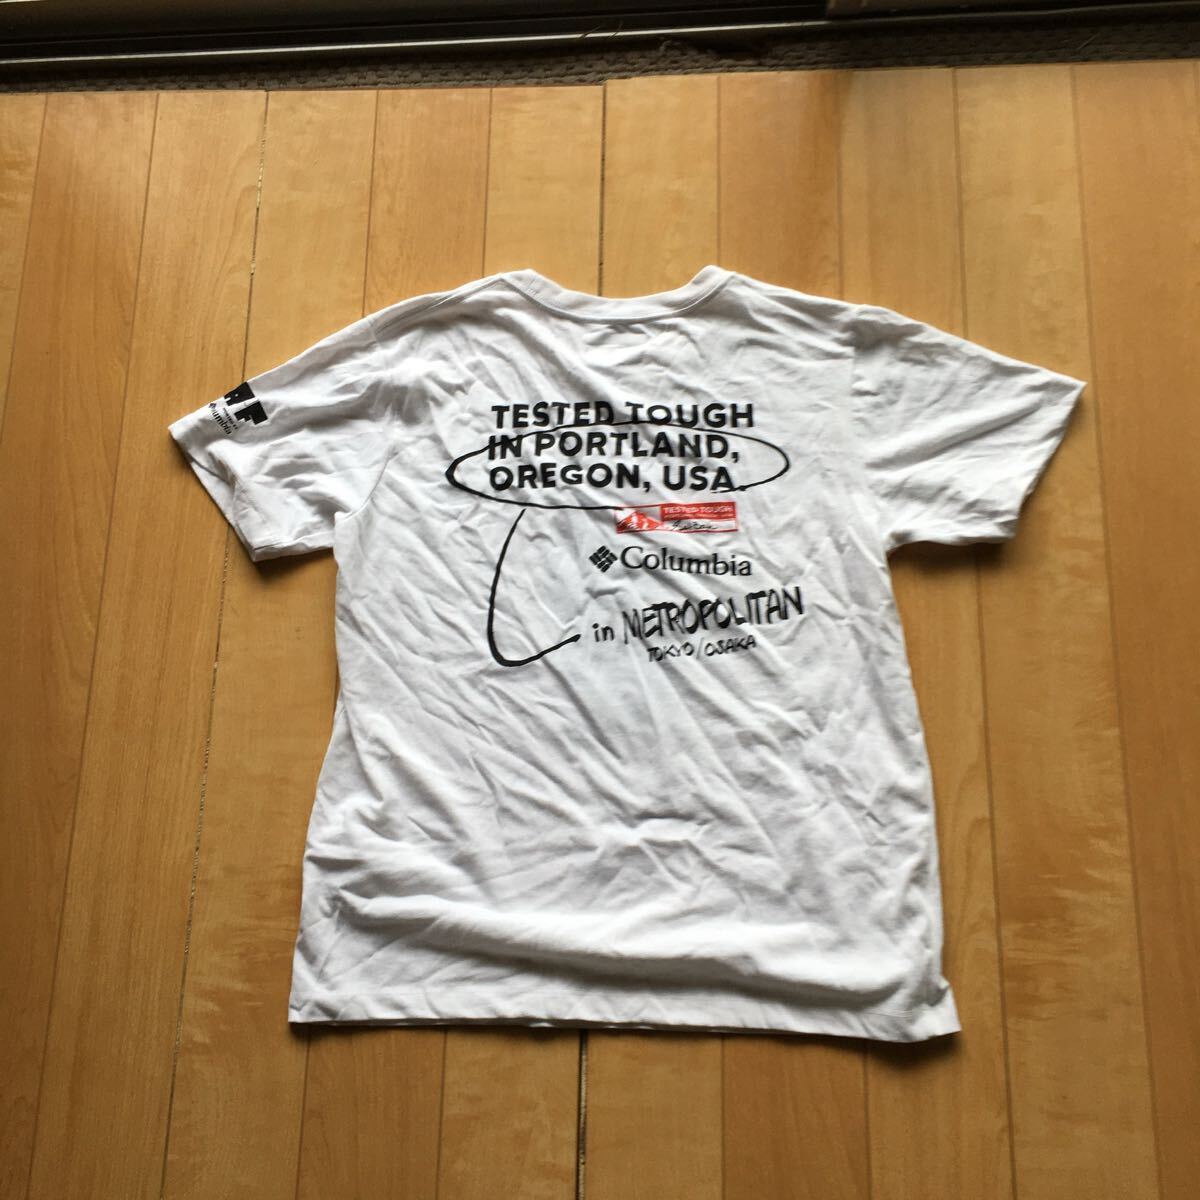 TESTED TOUGH
IN PORTLAND,
OREGON, USA.
TESTED TOUGH
Columbia
in METROPOLITAN
TOKYO/OSAKA